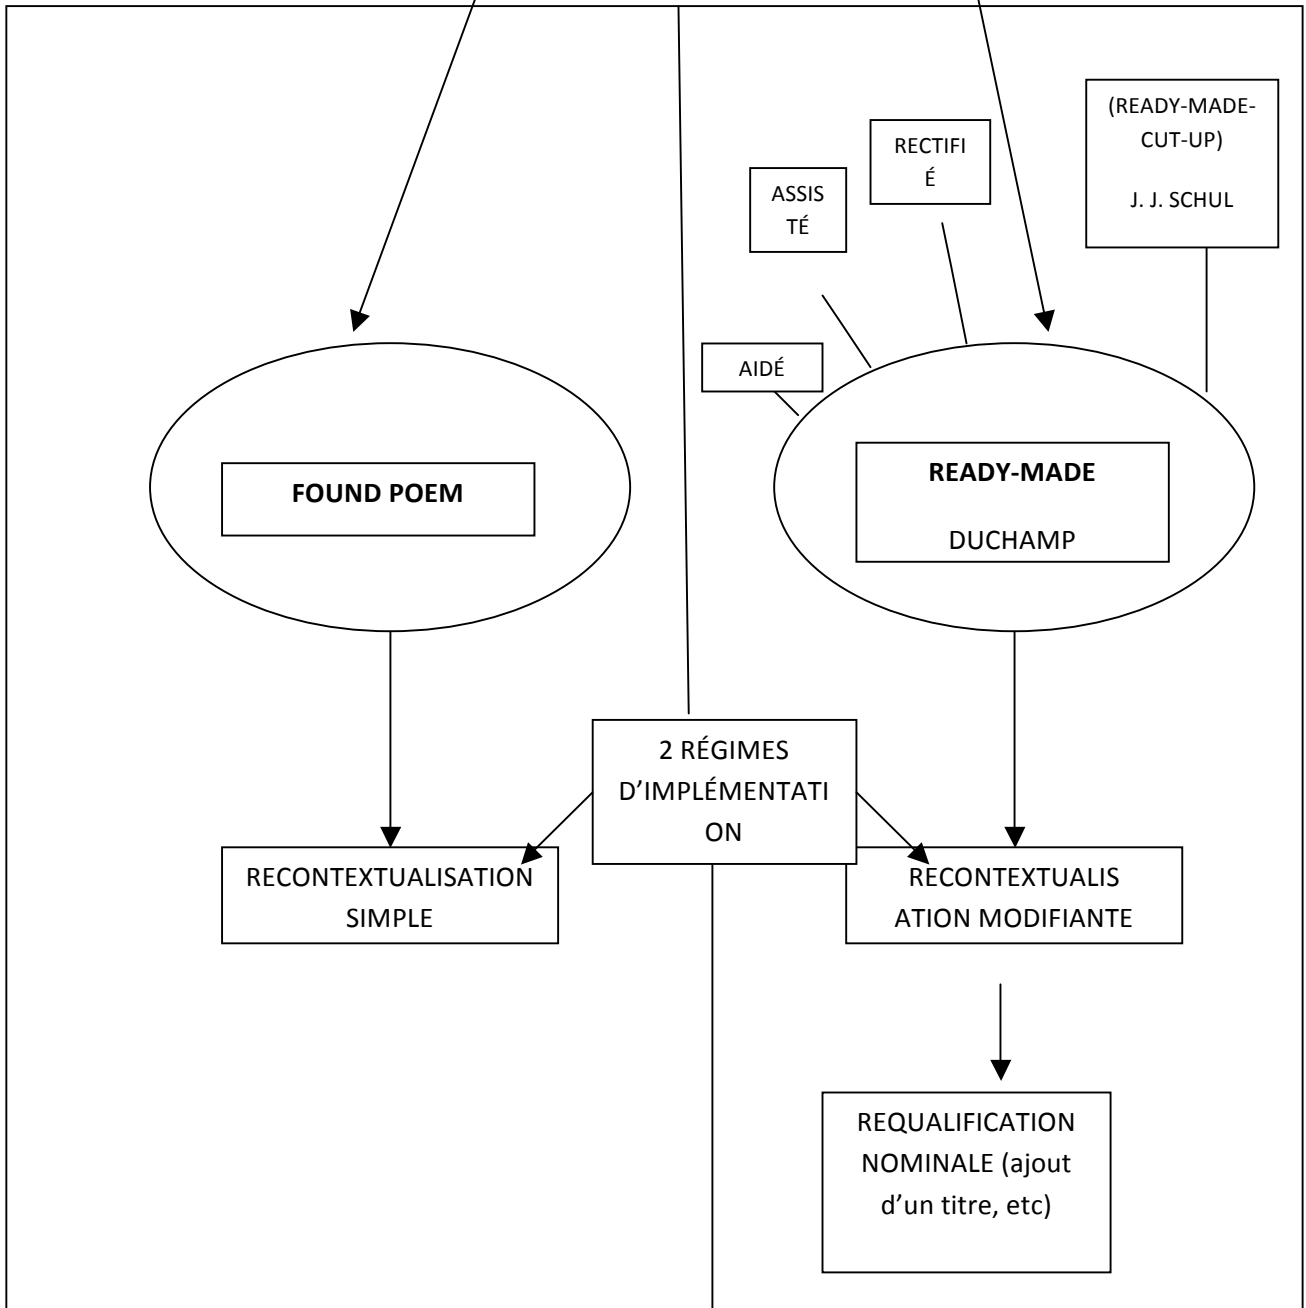 (READY-MADE-
CUT-UP)
J. J. SCHUL
RECTIFI
É
ASSIS
TÉ
AIDÉ
FOUND POEM
READY-MADE
DUCHAMP
2 RÉGIMES
D’IMPLÉMENTATI
ON
RECONTEXTUALISATION
SIMPLE
RECONTEXTUALIS
ATION MODIFIANTE
REQUALIFICATION
NOMINALE (ajout
d’un titre, etc)